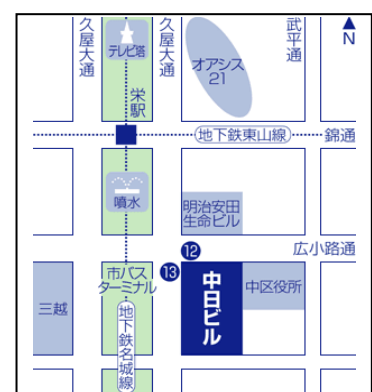 久屋大通
テレビ塔
久屋大通
オアシス
21
武平通
N
栄駅
地下鉄東山線
錦通
噴水
明治安田
生命ビル
広小路通
12
13
市バス
ターミナル
三越
中日ビル
中区役所
地下鉄名城線